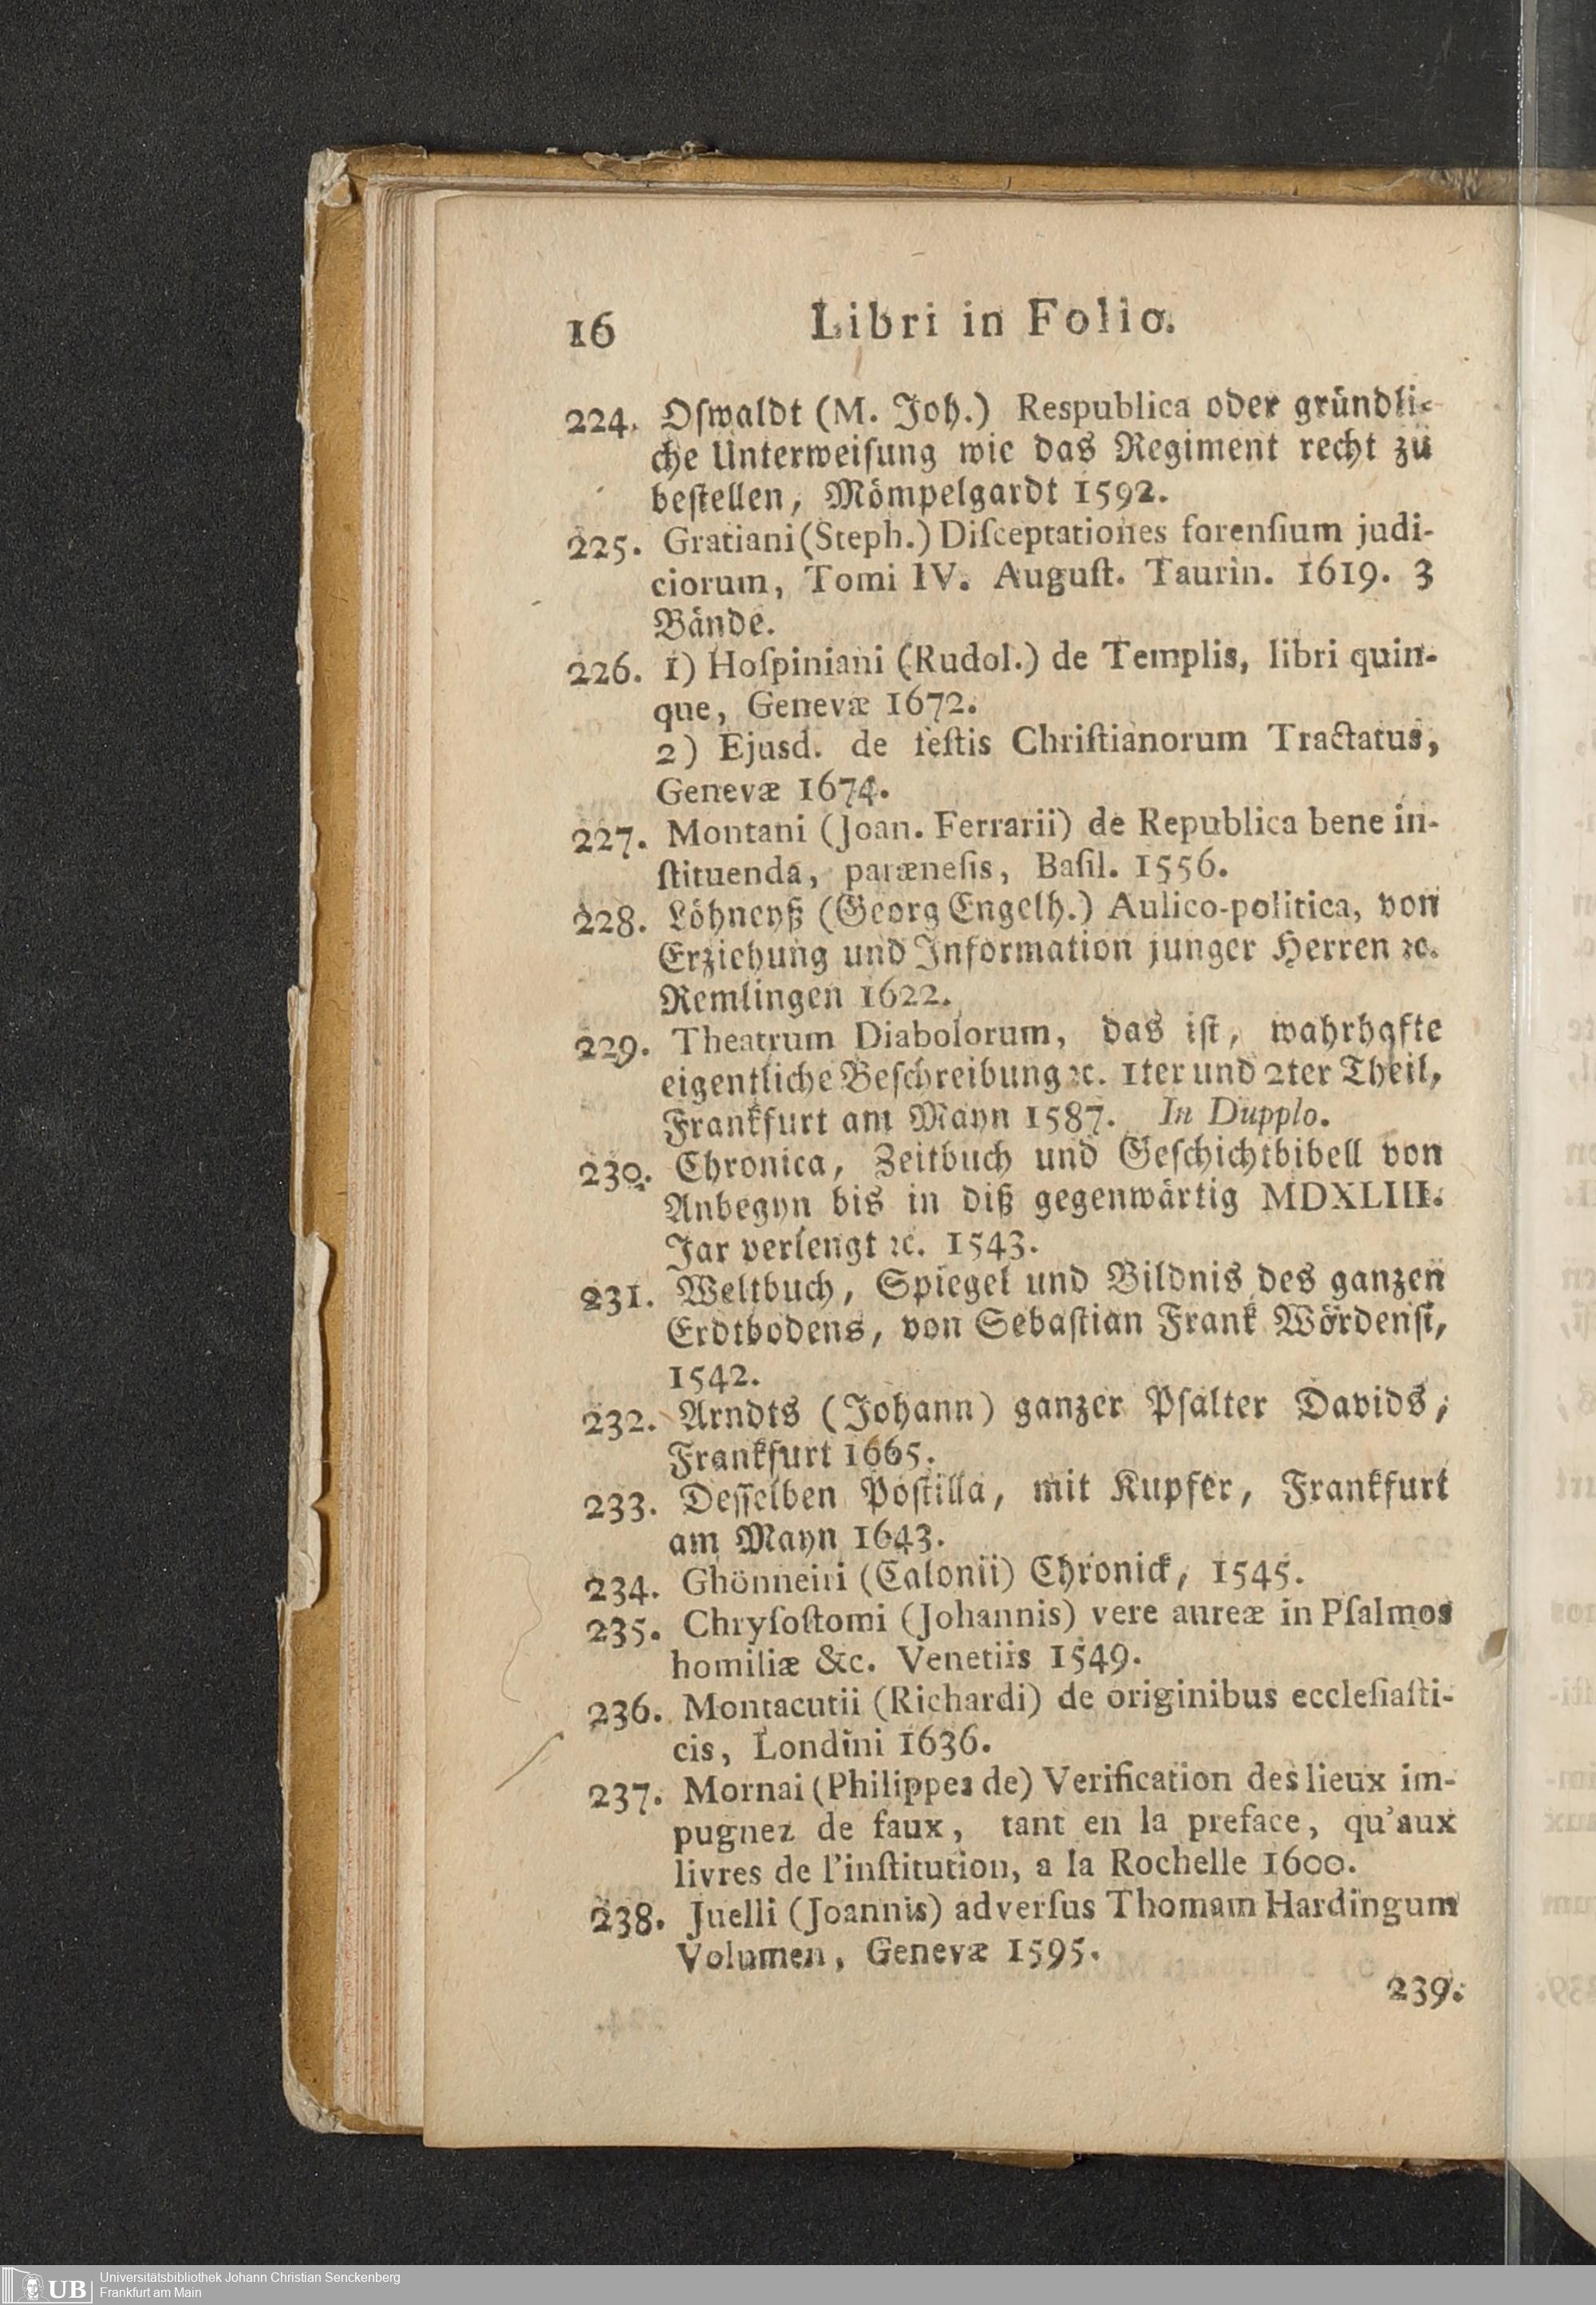 16 Libri in Folio.
224. Oſwaldt (M. Joh.) Respublica oder gründli-
che Unterweiſung wie das Regiment recht zu
beſtellen, Mömpelgardt 1592.
225. Gratiani (Steph.) Diſceptationes forenſium judi-
ciorum, Tomi IV. Auguſt. Taurin. 1619. 3
Bände.
226. 1) Hoſpiniani (Rudol.) de Templis, libri quin-
que, Genevæ 1672.
2) Ejusd. de feſtis Chriſtianorum Tractatus,
Genevæ 1674.
227. Montani (Joan. Ferrarii) de Republica bene in-
ſtituenda, paræneſis, Baſil. 1556.
228. Löhneyß (Georg Engelh.) Aulico-politica, von
Erziehung und Information junger Herren ꝛc.
Remlingen 1622.
229. Theatrum Diabolorum, das iſt, wahrhafte
eigentliche Beſchreibung ꝛc. 1ter und 2ter Theil,
Frankfurt am Mayn 1587. In Dupplo.
230. Chronica, Zeitbuch und Geſchichtbibell von
Anbegyn bis in diß gegenwärtig MDXLIII.
Jar verlengt ꝛc. 1543.
231. Weltbuch, Spiegel und Bildnis des ganzen
Erdtbodens, von Sebaſtian Frank Wördenſi,
1542.
232. Arndts (Johann) ganzer Pſalter Davids,
Frankfurt 1665.
233. Deſſelben Poſtilla, mit Kupfer, Frankfurt
am Mayn 1643.
234. Ghönneiri (Calonii) Chronick, 1545.
235. Chryſoſtomi (Johannis) vere aureæ in Pſalmos
homiliæ &c. Venetiis 1549.
236. Montacutii (Richardi) de originibus eccleſiaſti-
cis, Londini 1636.
237. Mornai (Philippes de) Verification des lieux im-
pugnez de faux, tant en la preface, qu'aux
livres de l'inſtitution, a la Rochelle 1600.
238. Juelli (Joannis) adverſus Thomam Hardingum
Volumen, Genevæ 1595.
239.
UB Universitätsbibliothek Johann Christian Senckenberg
Frankfurt am Main